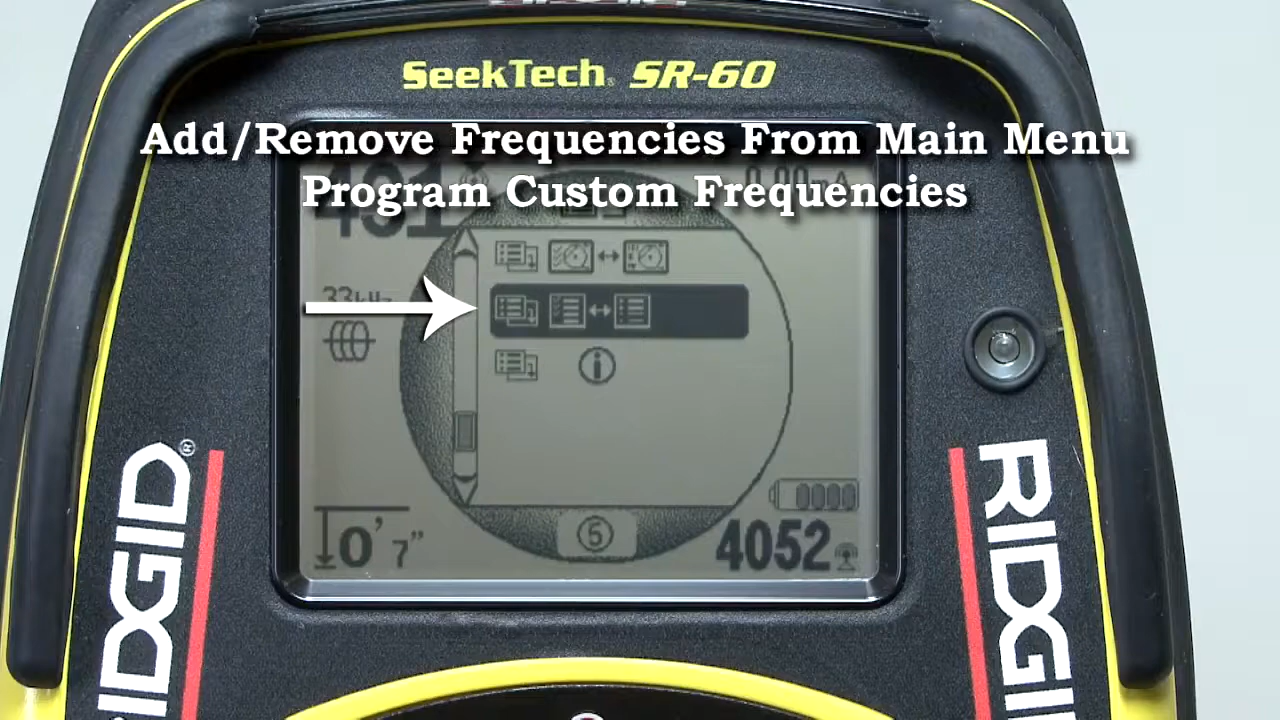 SeekTech® SR-60
Add/Remove Frequencies From Main Menu
Program Custom Frequencies
33kHz
5
0' 7"
4052
RIDGID®
RIDGID